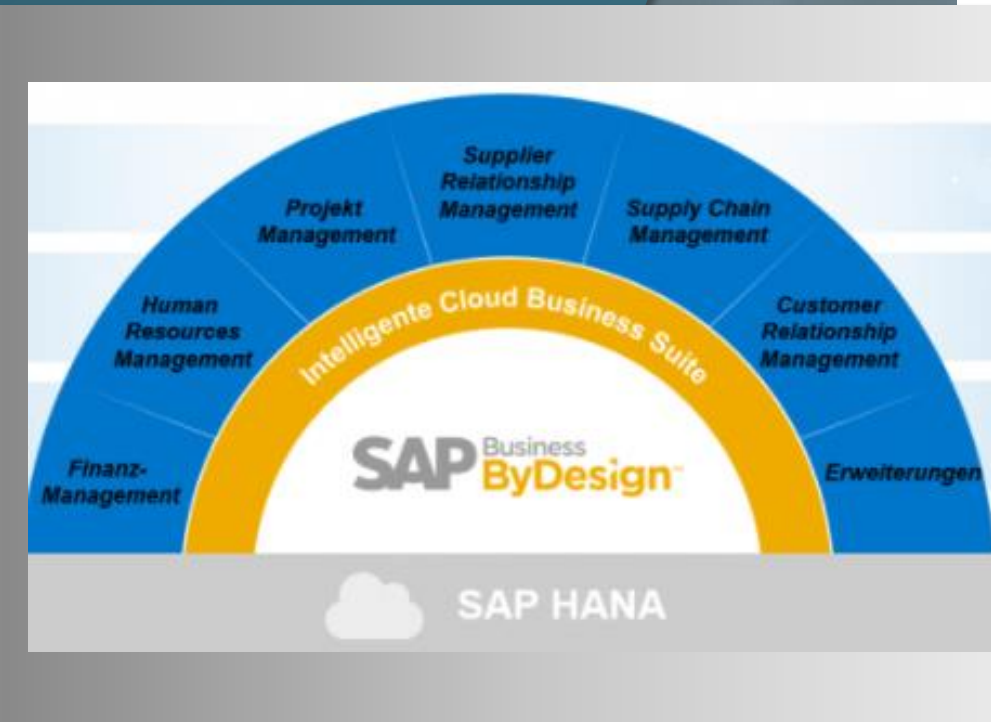 Supplier
Relationship
Management
Projekt
Management
Supply Chain
Management
Human
Resources
Management
Customer
Relationship
Management
Finanz-
Management
Erweiterungen
Intelligente Cloud Business Suite
SAP Business
ByDesign™
SAP HANA